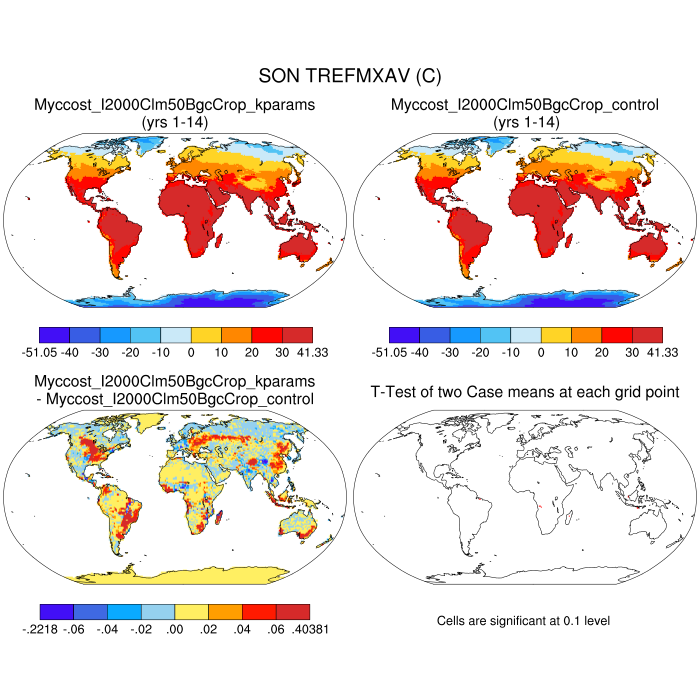 SON TREFMXAV (C)
Myccost_I2000Clm50BgcCrop_kparams
(yrs 1-14)
Myccost_I2000Clm50BgcCrop_control
(yrs 1-14)
-51.05 -40 -30 -20 -10 0 10 20 30 41.33
-51.05 -40 -30 -20 -10 0 10 20 30 41.33
Myccost_I2000Clm50BgcCrop_kparams
- Myccost_I2000Clm50BgcCrop_control
T-Test of two Case means at each grid point
-.2218 -.06 -.04 -.02 .00 .02 .04 .06 .40381
Cells are significant at 0.1 level